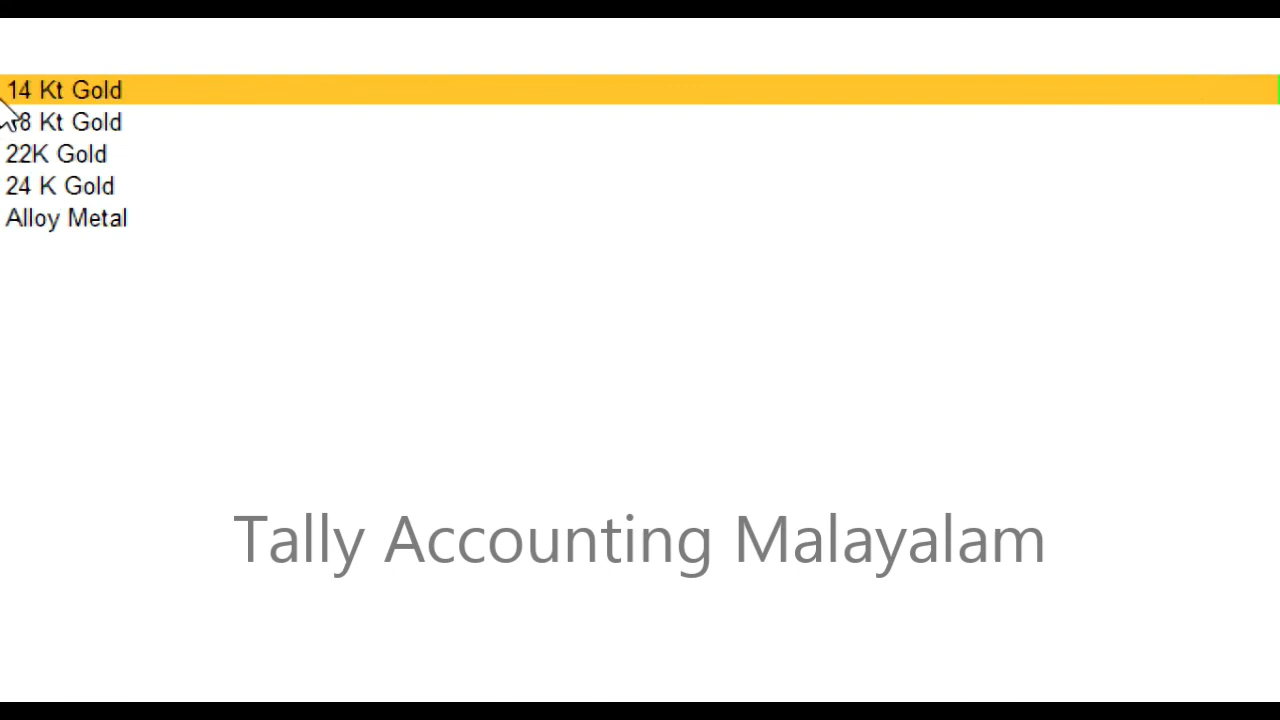 14 Kt Gold
8 Kt Gold
22K Gold
24 K Gold
Alloy Metal
Tally Accounting Malayalam